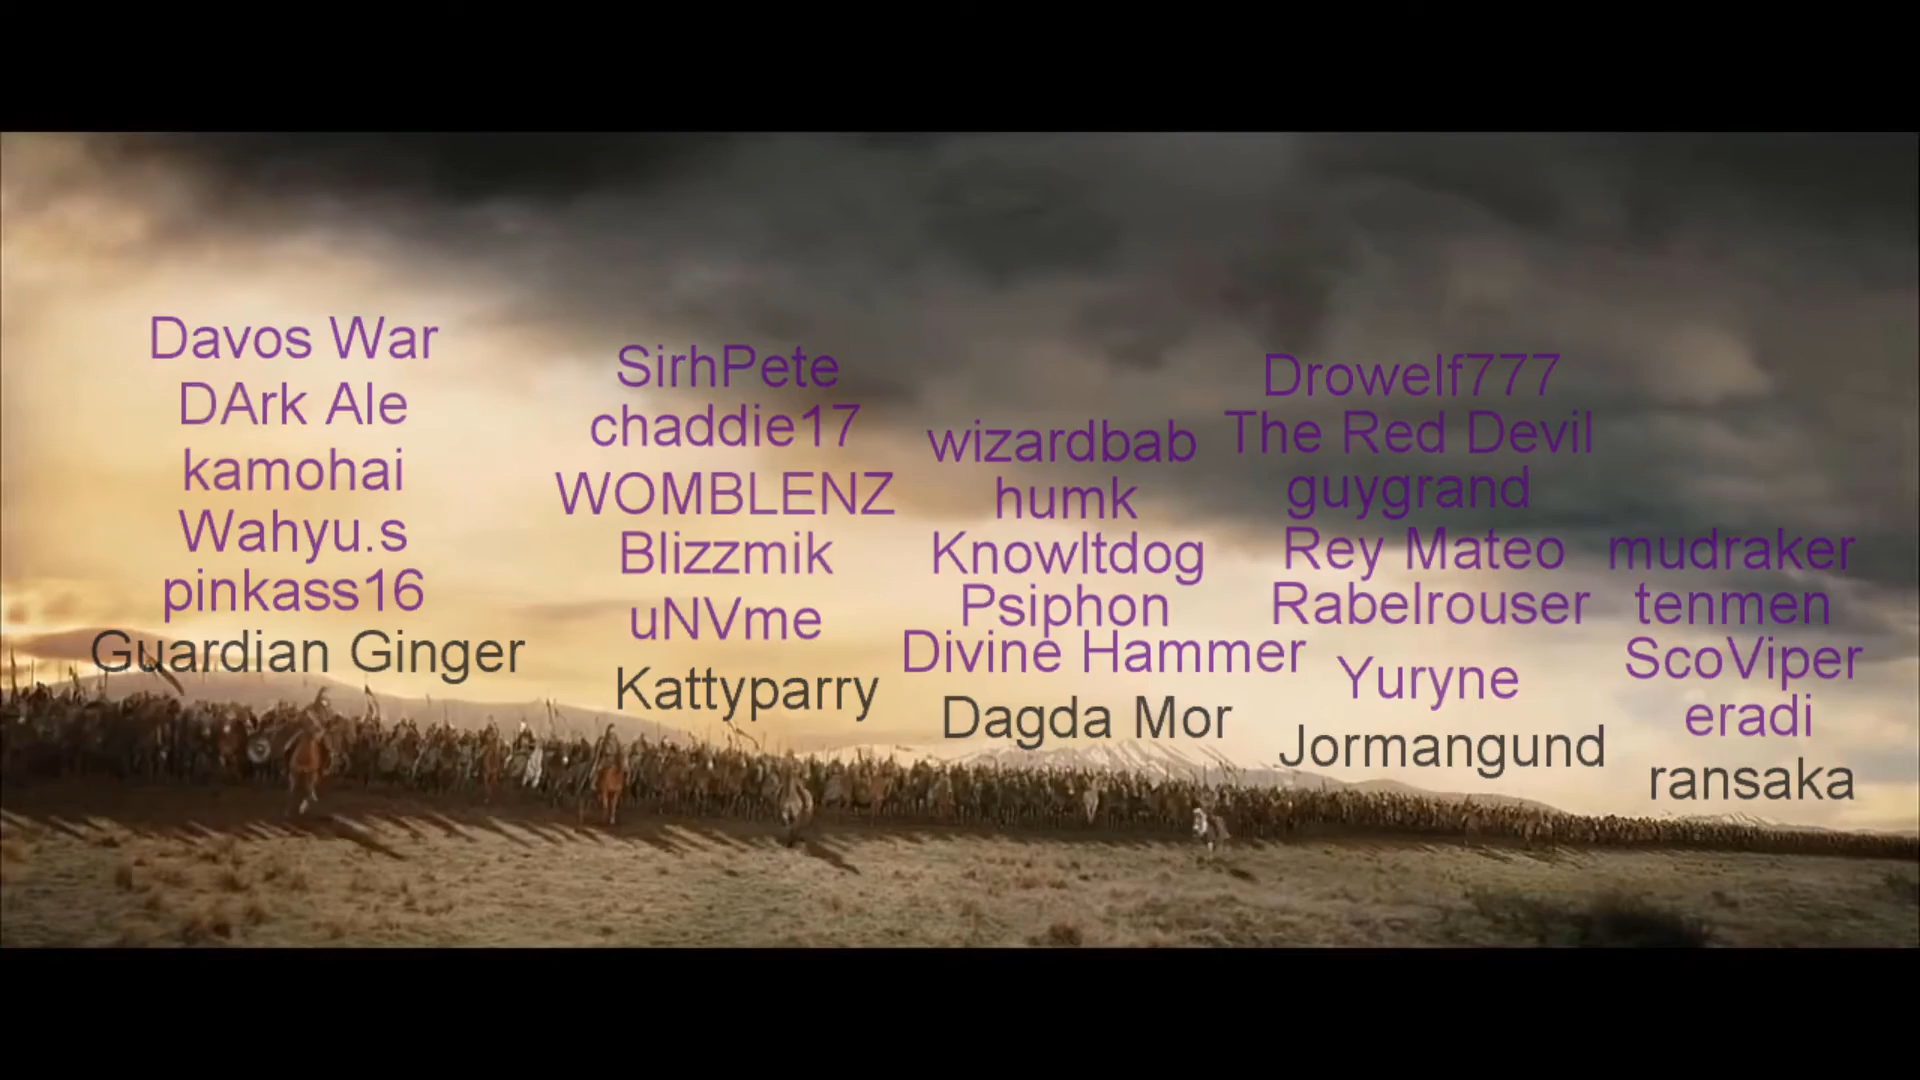 Davos War
DArk Ale
kamohai
Wahyu.s
pinkass16
Guardian Ginger
SirhPete
chaddie17
WOMBLENZ
Blizzmik
uNVme
Kattyparry
wizardbab
humk
KnowItdog
Psiphon
Divine Hammer
Dagda Mor
Drowelf777
The Red Devil
guygrand
Rey Mateo
Rabelrouser
Yuryne
Jormangund
mudraker
tenmen
ScoViper
eradi
ransaka